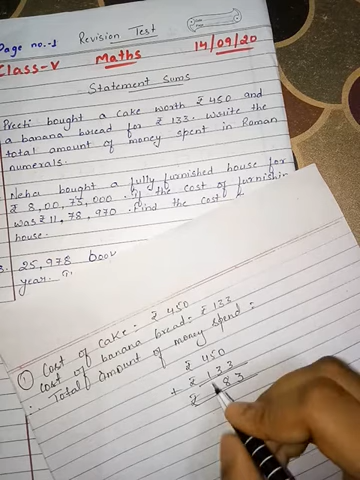 Page no.-1
Revision Test
Class-V
Maths
14/09/20
Statement Sums
Preeti bought a cake worth ₹ 450 and
a banana bread for ₹ 133. Write the
total amount of money spent in Roman
numerals.
Neha bought a fully furnished house for
₹ 8,00,75,000. If the cost of furnishin
was ₹ 11,78,970. Find the cost
house.
3. 25,978
year.
① Cost of cake = ₹ 450
Cost of banana bread = ₹ 133
∴ Total amount of money spend =
₹ 450
+ ₹ 133
₹ 83